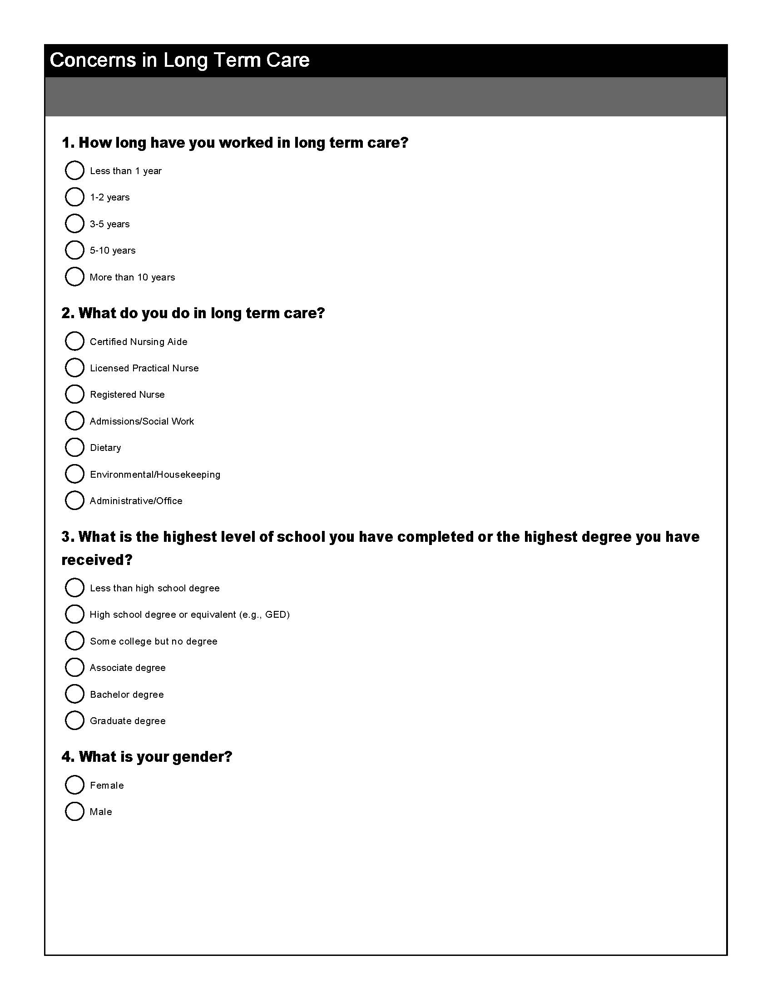 Concerns in Long Term Care
1. How long have you worked in long term care?
Less than 1 year
1-2 years
3-5 years
5-10 years
More than 10 years
2. What do you do in long term care?
Certified Nursing Aide
Licensed Practical Nurse
Registered Nurse
Admissions/Social Work
Dietary
Environmental/Housekeeping
Administrative/Office
3. What is the highest level of school you have completed or the highest degree you have
received?
Less than high school degree
High school degree or equivalent (e.g., GED)
Some college but no degree
Associate degree
Bachelor degree
Graduate degree
4. What is your gender?
Female
Male